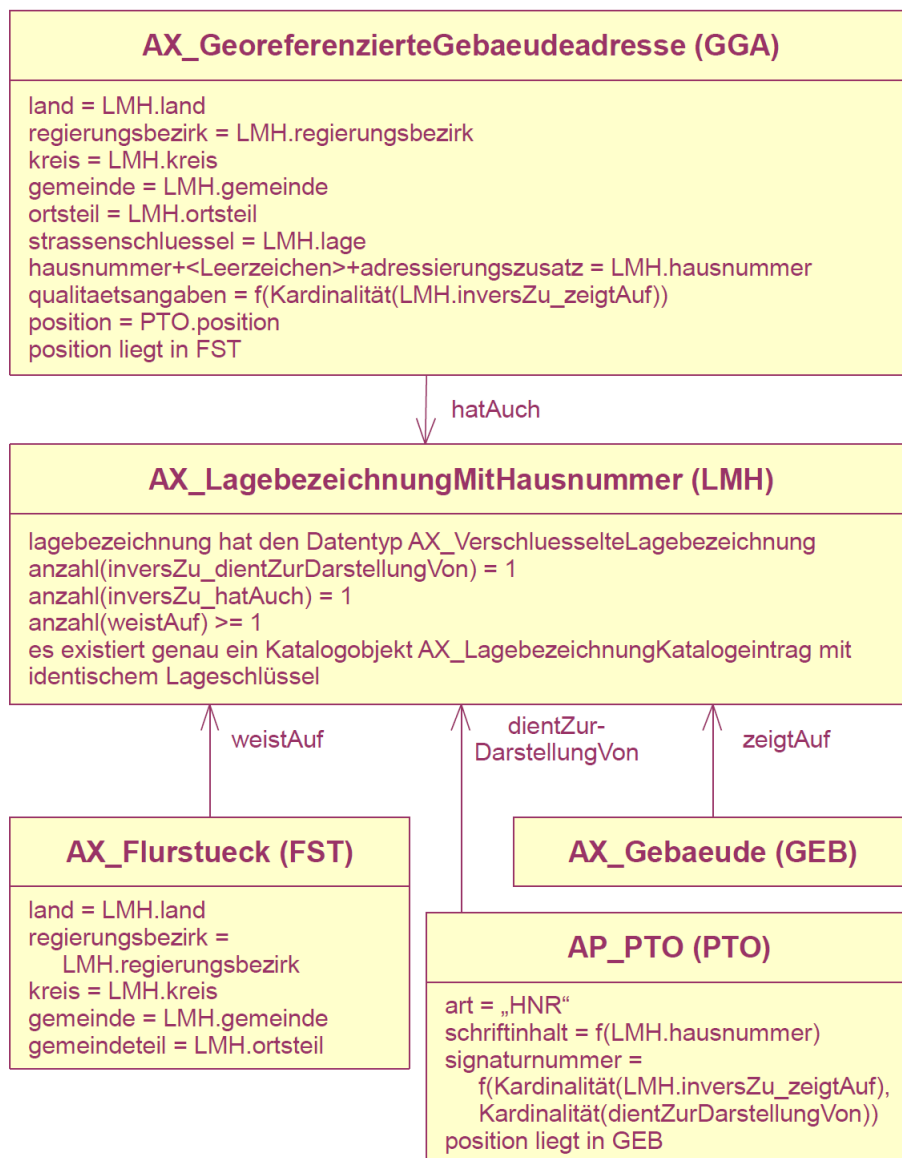 AX_GeoreferenzierteGebaeudeadresse (GGA)
land = LMH.land
regierungsbezirk = LMH.regierungsbezirk
kreis = LMH.kreis
gemeinde = LMH.gemeinde
ortsteil = LMH.ortsteil
strassenschluessel = LMH.lage
hausnummer+<Leerzeichen>+adressierungszusatz = LMH.hausnummer
qualitaetsangaben = f(Kardinalität(LMH.inversZu_zeigtAuf))
position = PTO.position
position liegt in FST
hatAuch
AX_LagebezeichnungMitHausnummer (LMH)
lagebezeichnung hat den Datentyp AX_VerschluesselteLagebezeichnung
anzahl(inversZu_dientZurDarstellungVon) = 1
anzahl(inversZu_hatAuch) = 1
anzahl(weistAuf) >= 1
es existiert genau ein Katalogobjekt AX_LagebezeichnungKatalogeintrag mit
identischem Lageschlüssel
weistAuf
dientZur-
DarstellungVon
zeigtAuf
AX_Flurstueck (FST)
land = LMH.land
regierungsbezirk =
LMH.regierungsbezirk
kreis = LMH.kreis
gemeinde = LMH.gemeinde
gemeindeteil = LMH.ortsteil
AX_Gebaeude (GEB)
AP_PTO (PTO)
art = „HNR“
schriftinhalt = f(LMH.hausnummer)
signaturnummer =
f(Kardinalität(LMH.inversZu_zeigtAuf),
Kardinalität(dientZurDarstellungVon))
position liegt in GEB